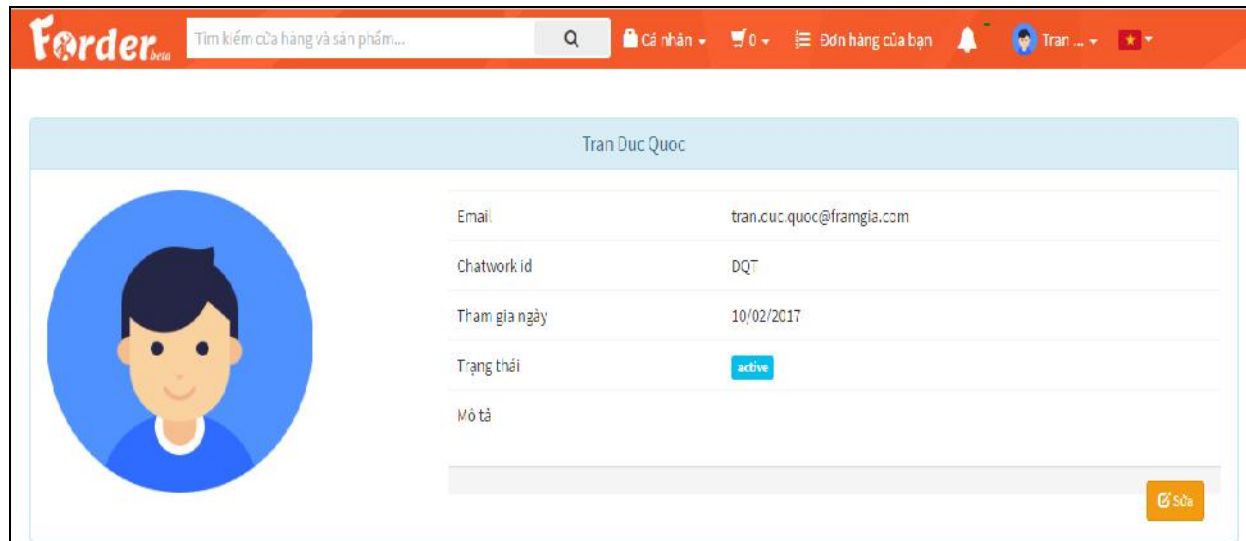 Forder beta Tìm kiếm cửa hàng và sản phẩm... Cá nhân 0 Đơn hàng của bạn Tran ...
Tran Duc Quoc
Email tran.duc.quoc@framgia.com
Chatwork id DQT
Tham gia ngày 10/02/2017
Trạng thái active
Mô tả
Sửa